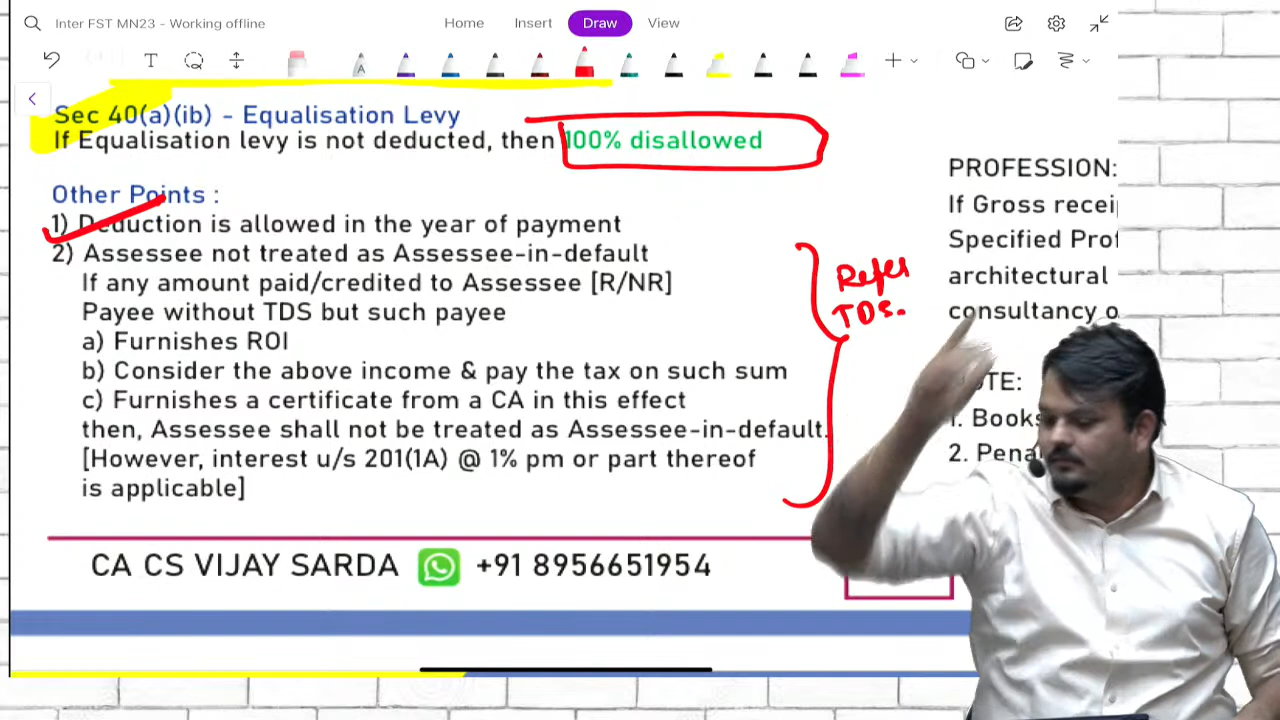 Inter FST MN23 - Working offline
Home Insert Draw View
Sec 40(a)(ib) - Equalisation Levy
If Equalisation levy is not deducted, then 100% disallowed
Other Points :
1) Deduction is allowed in the year of payment
2) Assessee not treated as Assessee-in-default
If any amount paid/credited to Assessee [R/NR]
Payee without TDS but such payee
a) Furnishes ROI
b) Consider the above income & pay the tax on such sum
c) Furnishes a certificate from a CA in this effect
then, Assessee shall not be treated as Assessee-in-default.
[However, interest u/s 201(1A) @ 1% pm or part thereof
is applicable]
Refer
TDS.
CA CS VIJAY SARDA +91 8956651954
PROFESSION:
If Gross recei
Specified Prof
architectural
consultancy o
OTE:
1. Books
2. Pena